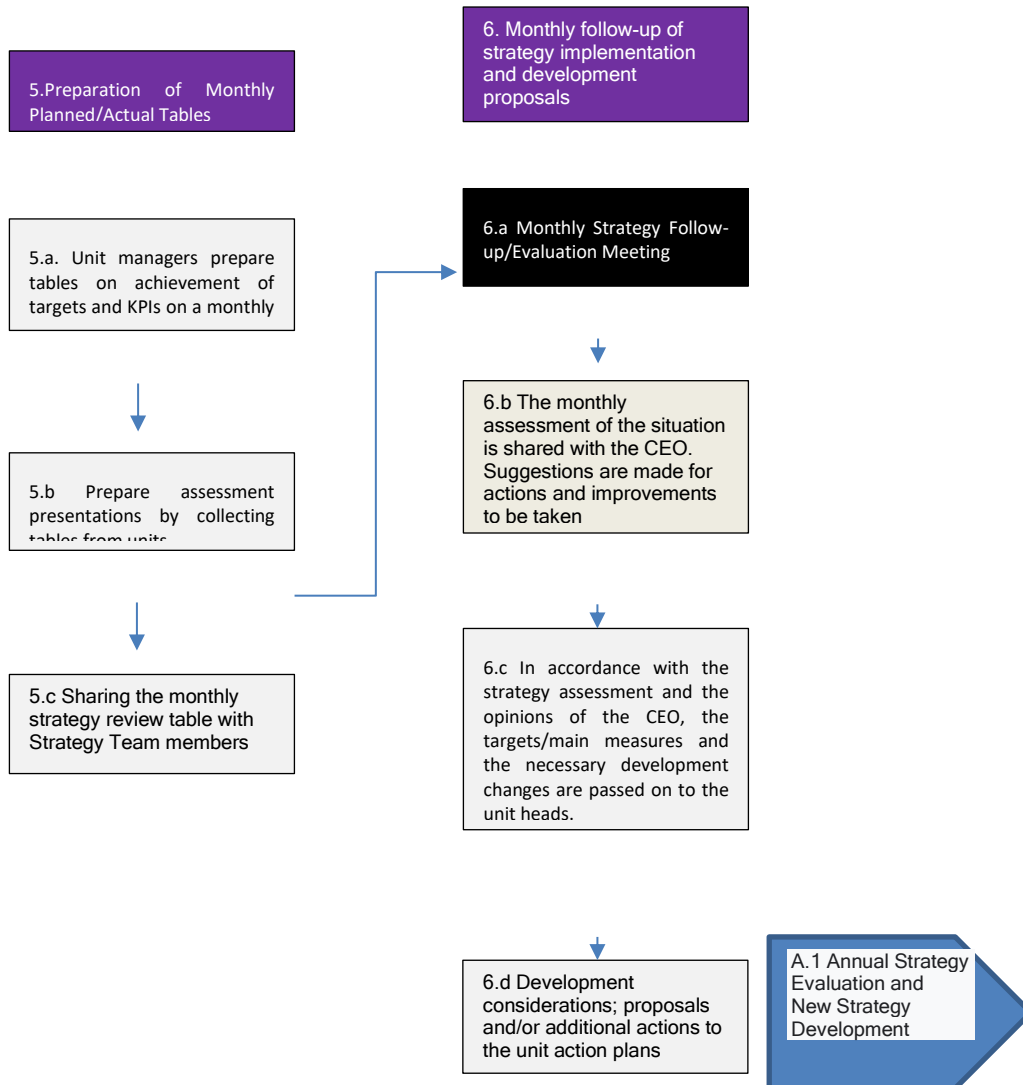 5.Preparation of Monthly
Planned/Actual Tables
5.a. Unit managers prepare
tables on achievement of
targets and KPIs on a monthly
5.b Prepare assessment
presentations by collecting
tables from units
5.c Sharing the monthly
strategy review table with
Strategy Team members
6. Monthly follow-up of
strategy implementation
and development
proposals
6.a Monthly Strategy Follow-
up/Evaluation Meeting
6.b The monthly
assessment of the situation
is shared with the CEO.
Suggestions are made for
actions and improvements
to be taken
6.c In accordance with the
strategy assessment and the
opinions of the CEO, the
targets/main measures and
the necessary development
changes are passed on to the
unit heads.
6.d Development
considerations; proposals
and/or additional actions to
the unit action plans
A.1 Annual Strategy
Evaluation and
New Strategy
Development